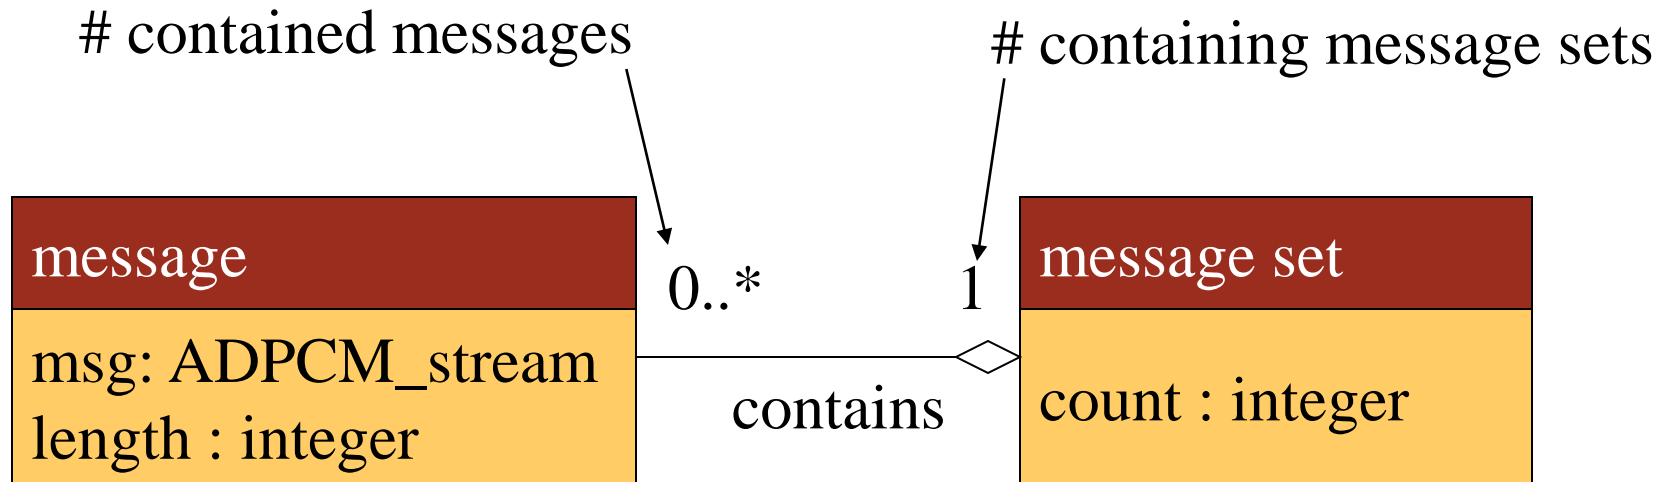 # contained messages
# containing message sets
message
0..*
1
message set
msg: ADPCM_stream
length : integer
contains
count : integer